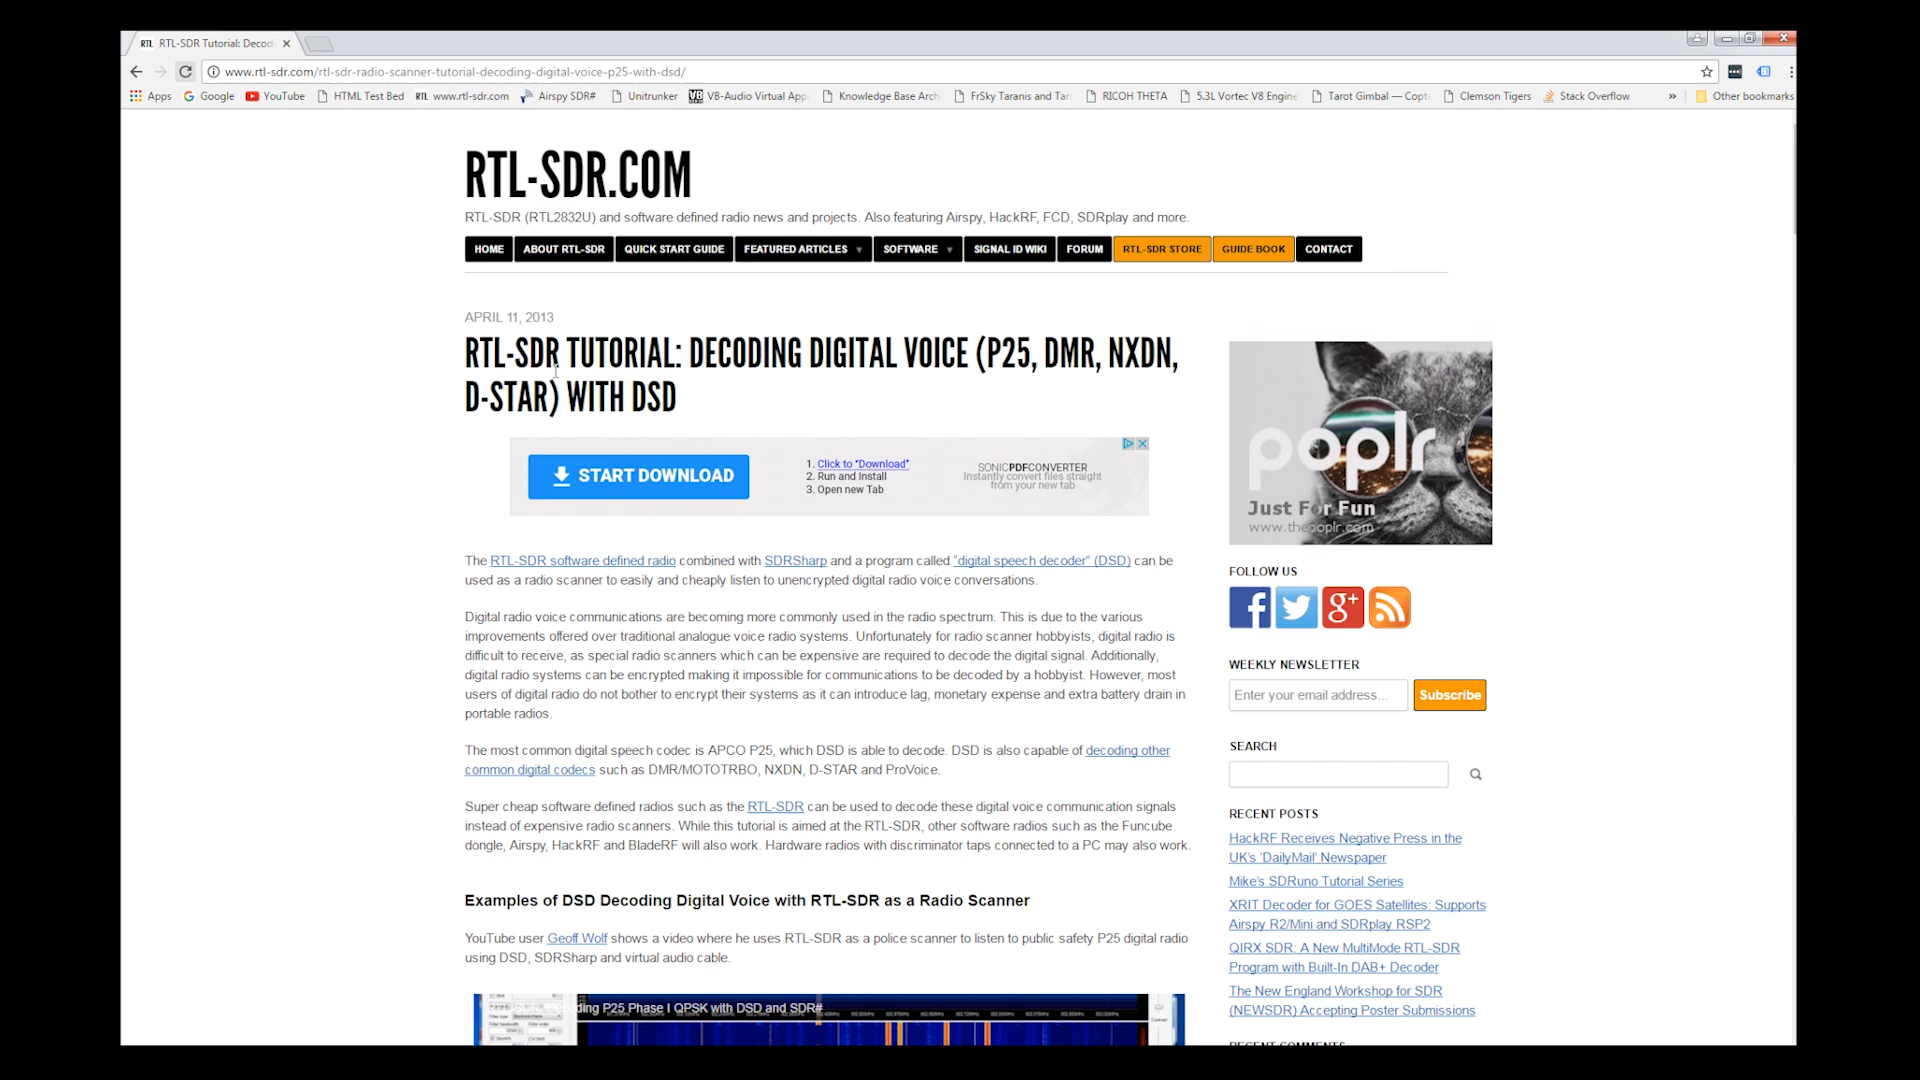 RTL RTL-SDR Tutorial: Decod
www.rtl-sdr.com/rtl-sdr-radio-scanner-tutorial-decoding-digital-voice-p25-with-dsd/
Apps Google YouTube HTML Test Bed RTL www.rtl-sdr.com Airspy SDR# Unitrunker VB VB-Audio Virtual App Knowledge Base Arch FrSky Taranis and Tar RICOH THETA 5.3L Vortec V8 Engine Tarot Gimbal — Copt Clemson Tigers Stack Overflow » Other bookmarks
RTL-SDR.COM
RTL-SDR (RTL2832U) and software defined radio news and projects. Also featuring Airspy, HackRF, FCD, SDRplay and more.
HOME ABOUT RTL-SDR QUICK START GUIDE FEATURED ARTICLES SOFTWARE SIGNAL ID WIKI FORUM RTL-SDR STORE GUIDE BOOK CONTACT
APRIL 11, 2013
RTL-SDR TUTORIAL: DECODING DIGITAL VOICE (P25, DMR, NXDN,
D-STAR) WITH DSD
START DOWNLOAD
1. Click to "Download"
2. Run and Install
3. Open new Tab
SONICPDFCONVERTER
Instantly convert files straight
from your new tab
The RTL-SDR software defined radio combined with SDRSharp and a program called "digital speech decoder" (DSD) can be
used as a radio scanner to easily and cheaply listen to unencrypted digital radio voice conversations.
Digital radio voice communications are becoming more commonly used in the radio spectrum. This is due to the various
improvements offered over traditional analogue voice radio systems. Unfortunately for radio scanner hobbyists, digital radio is
difficult to receive, as special radio scanners which can be expensive are required to decode the digital signal. Additionally,
digital radio systems can be encrypted making it impossible for communications to be decoded by a hobbyist. However, most
users of digital radio do not bother to encrypt their systems as it can introduce lag, monetary expense and extra battery drain in
portable radios.
The most common digital speech codec is APCO P25, which DSD is able to decode. DSD is also capable of decoding other
common digital codecs such as DMR/MOTOTRBO, NXDN, D-STAR and ProVoice.
Super cheap software defined radios such as the RTL-SDR can be used to decode these digital voice communication signals
instead of expensive radio scanners. While this tutorial is aimed at the RTL-SDR, other software radios such as the Funcube
dongle, Airspy, HackRF and BladeRF will also work. Hardware radios with discriminator taps connected to a PC may also work.
Examples of DSD Decoding Digital Voice with RTL-SDR as a Radio Scanner
YouTube user Geoff Wolf shows a video where he uses RTL-SDR as a police scanner to listen to public safety P25 digital radio
using DSD, SDRSharp and virtual audio cable.
ding P25 Phase I QPSK with DSD and SDR#
poplr
Just For Fun
www.thepoplr.com
FOLLOW US
WEEKLY NEWSLETTER
Enter your email address... Subscribe
SEARCH
RECENT POSTS
HackRF Receives Negative Press in the
UK's 'DailyMail' Newspaper
Mike's SDRuno Tutorial Series
XRIT Decoder for GOES Satellites: Supports
Airspy R2/Mini and SDRplay RSP2
QIRX SDR: A New MultiMode RTL-SDR
Program with Built-In DAB+ Decoder
The New England Workshop for SDR
(NEWSDR) Accepting Poster Submissions
RECENT COMMENTS